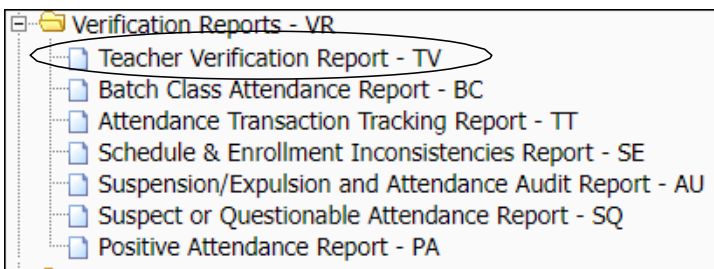 Verification Reports - VR
Teacher Verification Report - TV
Batch Class Attendance Report - BC
Attendance Transaction Tracking Report - TT
Schedule & Enrollment Inconsistencies Report - SE
Suspension/Expulsion and Attendance Audit Report - AU
Suspect or Questionable Attendance Report - SQ
Positive Attendance Report - PA